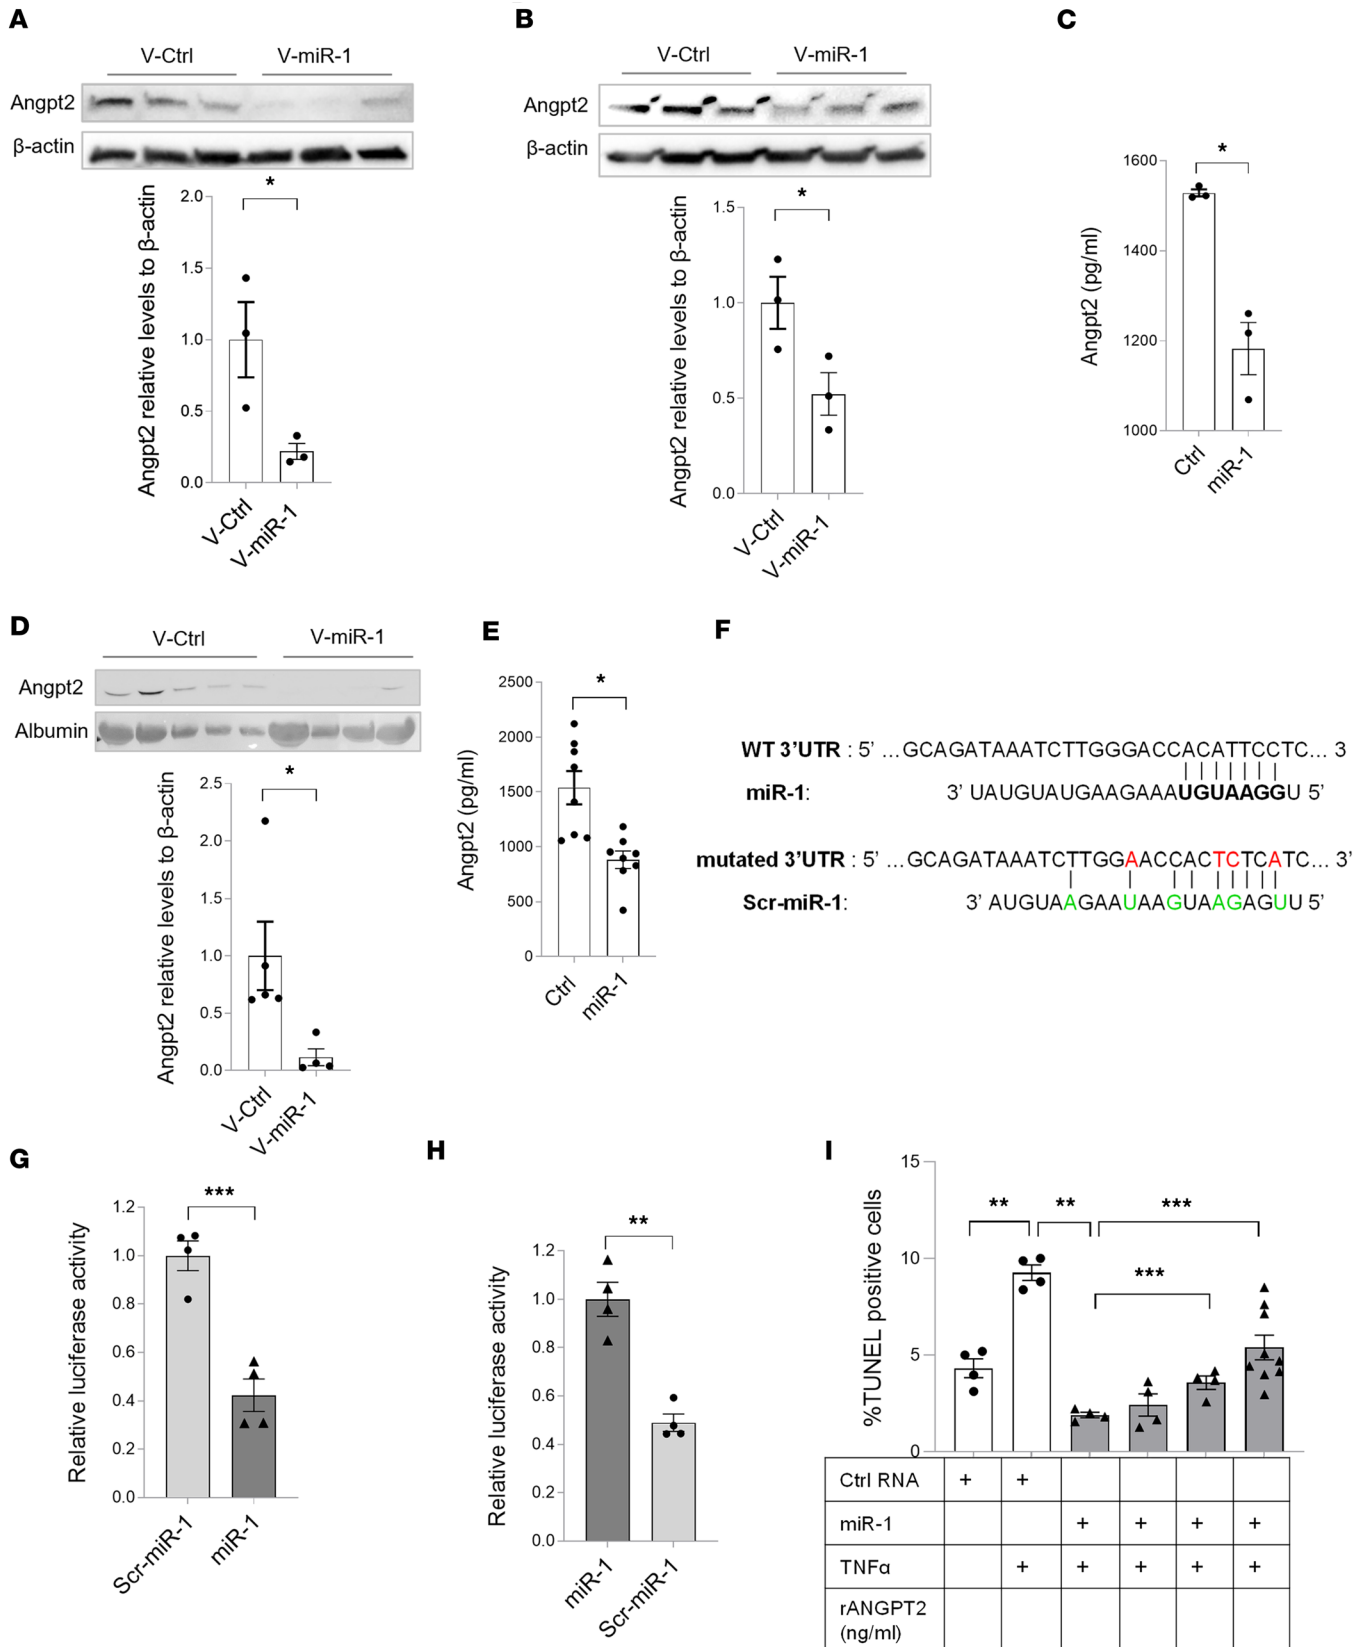 A
V-Ctrl V-miR-1
Angpt2
β-actin
*
2.0
1.5
1.0
0.5
0.0
Angpt2 relative levels to β-actin
V-Ctrl
V-miR-1
B
V-Ctrl V-miR-1
Angpt2
β-actin
*
1.5
1.0
0.5
0.0
Angpt2 relative levels to β-actin
V-Ctrl
V-miR-1
C
*
1600
1400
1200
1000
Angpt2 (pg/ml)
Ctrl
miR-1
D
V-Ctrl V-miR-1
Angpt2
Albumin
*
2.5
2.0
1.5
1.0
0.5
0.0
Angpt2 relative levels to β-actin
V-Ctrl
V-miR-1
E
*
2500
2000
1500
1000
500
0
Angpt2 (pg/ml)
Ctrl
miR-1
F
WT 3’UTR : 5’ ...GCAGATAAATCTTGGGACCACATTCCTC... 3
miR-1: 3’ UAUGUAUGAAGAAAUGUAAGGU 5’
mutated 3’UTR : 5’ ...GCAGATAAATCTTGGAACCACTCTCATC... 3’
Scr-miR-1: 3’ AUGUAAGAAUAAGUAAGAGUU 5’
G
***
1.2
1.0
0.8
0.6
0.4
0.2
0.0
Relative luciferase activity
Scr-miR-1
miR-1
H
**
1.2
1.0
0.8
0.6
0.4
0.2
0.0
Relative luciferase activity
miR-1
Scr-miR-1
I
15
10
5
0
%TUNEL positive cells
** ** ***
***
Ctrl RNA + +
miR-1 + + + +
TNFα + + + + +
rANGPT2
(ng/ml)